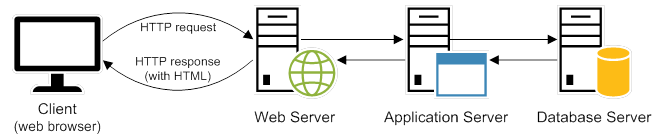 HTTP request
HTTP response
(with HTML)
Client
(web browser)
Web Server
Application Server
Database Server